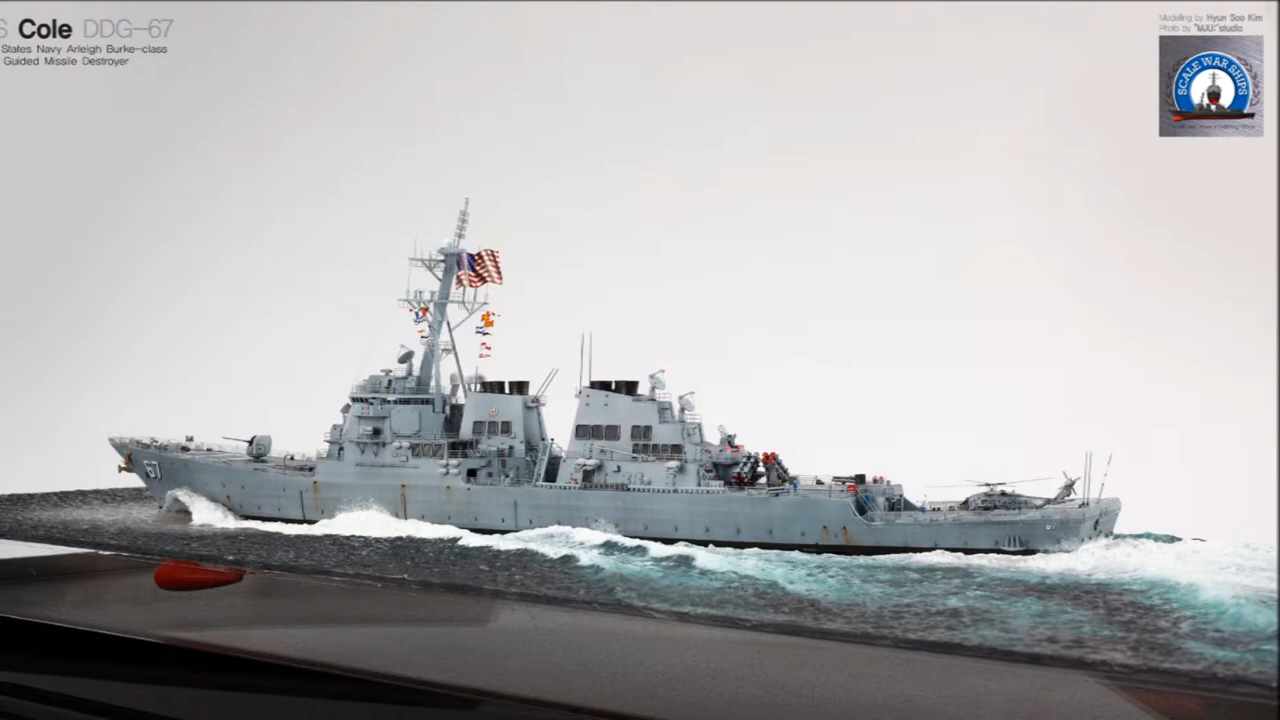 S Cole DDG-67
States Navy Arleigh Burke-class
Guided Missile Destroyer
Modelling by Hyun Soo Kim
Photo by "MJU:"studio
SCALE WAR SHIPS
67
67